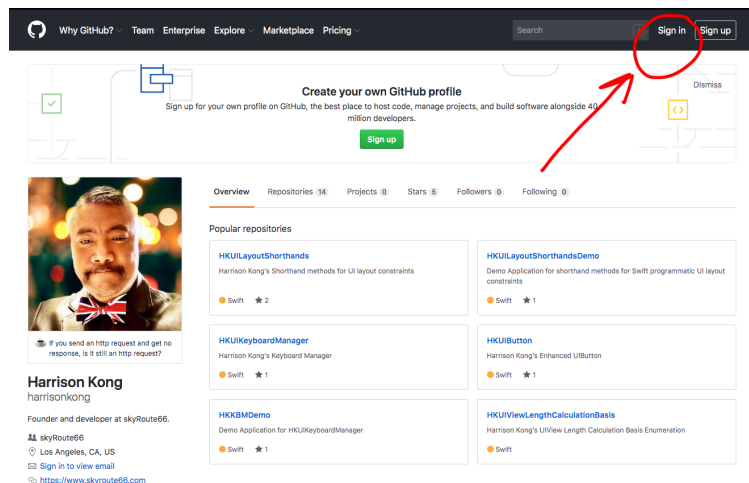 Why GitHub? Team Enterprise Explore Marketplace Pricing Search / Sign in Sign up
Create your own GitHub profile
Dismiss
Sign up for your own profile on GitHub, the best place to host code, manage projects, and build software alongside 40
million developers.
Sign up
Overview Repositories 14 Projects 0 Stars 5 Followers 0 Following 0
Popular repositories
HKUILayoutShorthands
Harrison Kong's Shorthand methods for UI layout constraints
Swift 2
HKUILayoutShorthandsDemo
Demo Application for shorthand methods for Swift programmatic UI layout
constraints
Swift 1
HKUIKeyboardManager
Harrison Kong's Keyboard Manager
Swift 1
HKUIButton
Harrison Kong's Enhanced UIButton
Swift 1
HKKBMDemo
Demo Application for HKUIKeyboardManager
Swift 1
HKUIViewLengthCalculationBasis
Harrison Kong's UIView Length Calculation Basis Enumeration
Swift
If you send an http request and get no
response, is it still an http request?
Harrison Kong
harrisonkong
Founder and developer at skyRoute66.
skyRoute66
Los Angeles, CA, US
Sign in to view email
https://www.skyroute66.com